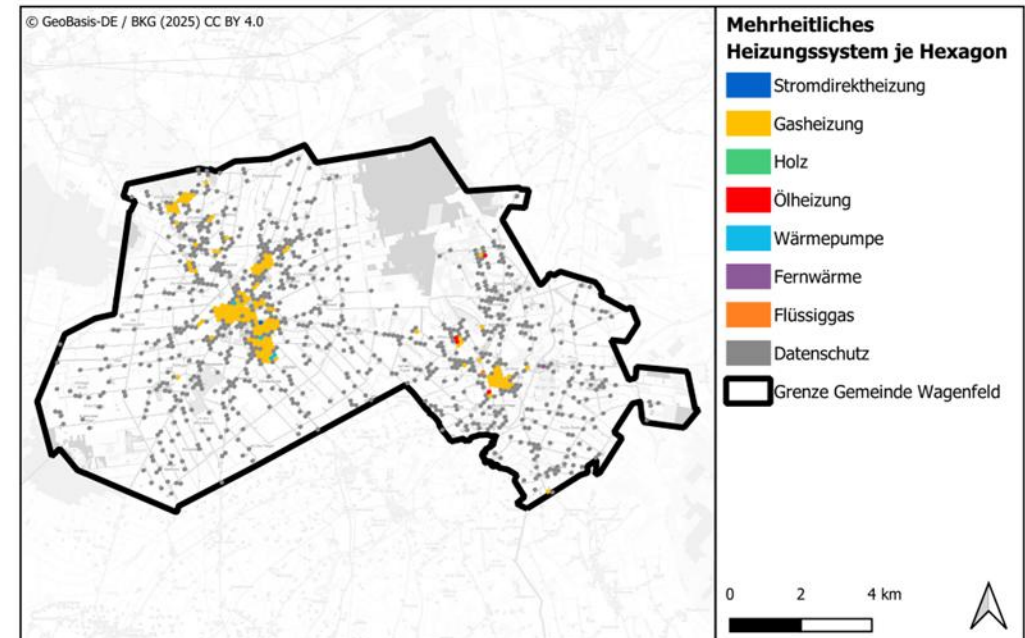 © GeoBasis-DE / BKG (2025) CC BY 4.0
Mehrheitliches
Heizungssystem je Hexagon
Stromdirektheizung
Gasheizung
Holz
Ölheizung
Wärmepumpe
Fernwärme
Flüssiggas
Datenschutz
Grenze Gemeinde Wagenfeld
0 2 4 km